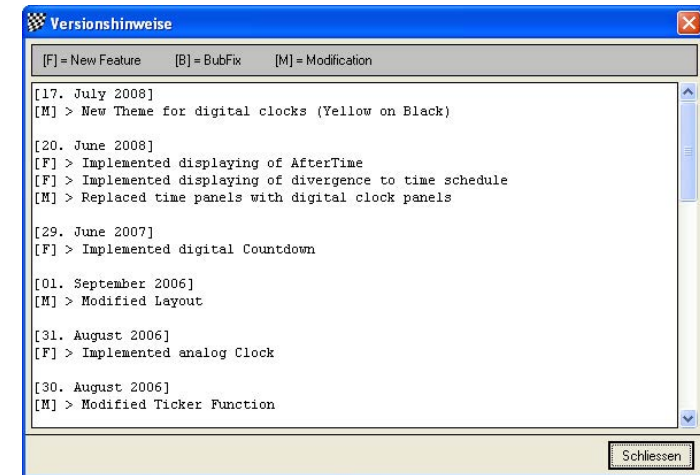 Versionshinweise
[F] = New Feature [B] = BubFix [M] = Modification
[17. July 2008]
[M] > New Theme for digital clocks (Yellow on Black)
[20. June 2008]
[F] > Implemented displaying of AfterTime
[F] > Implemented displaying of divergence to time schedule
[M] > Replaced time panels with digital clock panels
[29. June 2007]
[F] > Implemented digital Countdown
[01. September 2006]
[M] > Modified Layout
[31. August 2006]
[F] > Implemented analog Clock
[30. August 2006]
[M] > Modified Ticker Function
Schliessen